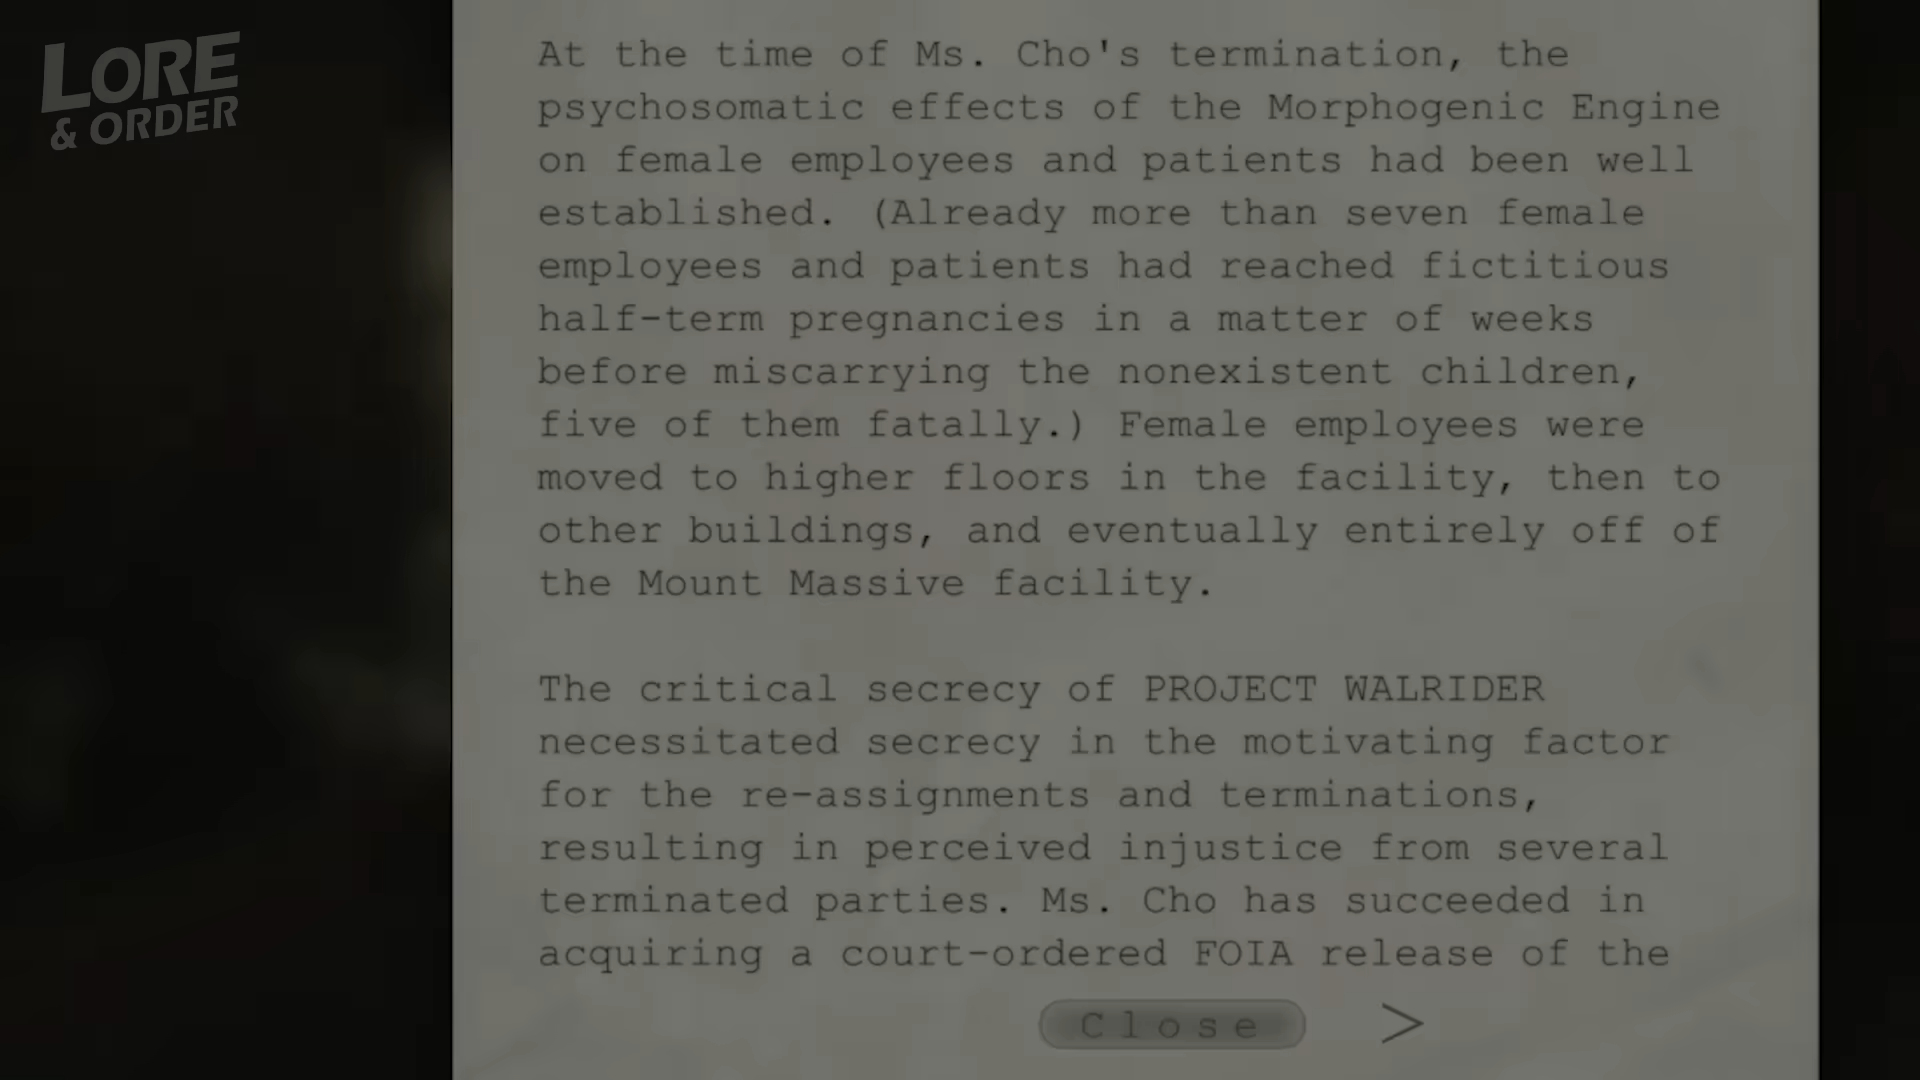 LORE
& ORDER
At the time of Ms. Cho's termination, the
psychosomatic effects of the Morphogenic Engine
on female employees and patients had been well
established. (Already more than seven female
employees and patients had reached fictitious
half-term pregnancies in a matter of weeks
before miscarrying the nonexistent children,
five of them fatally.) Female employees were
moved to higher floors in the facility, then to
other buildings, and eventually entirely off of
the Mount Massive facility.
The critical secrecy of PROJECT WALRIDER
necessitated secrecy in the motivating factor
for the re-assignments and terminations,
resulting in perceived injustice from several
terminated parties. Ms. Cho has succeeded in
acquiring a court-ordered FOIA release of the
Close >